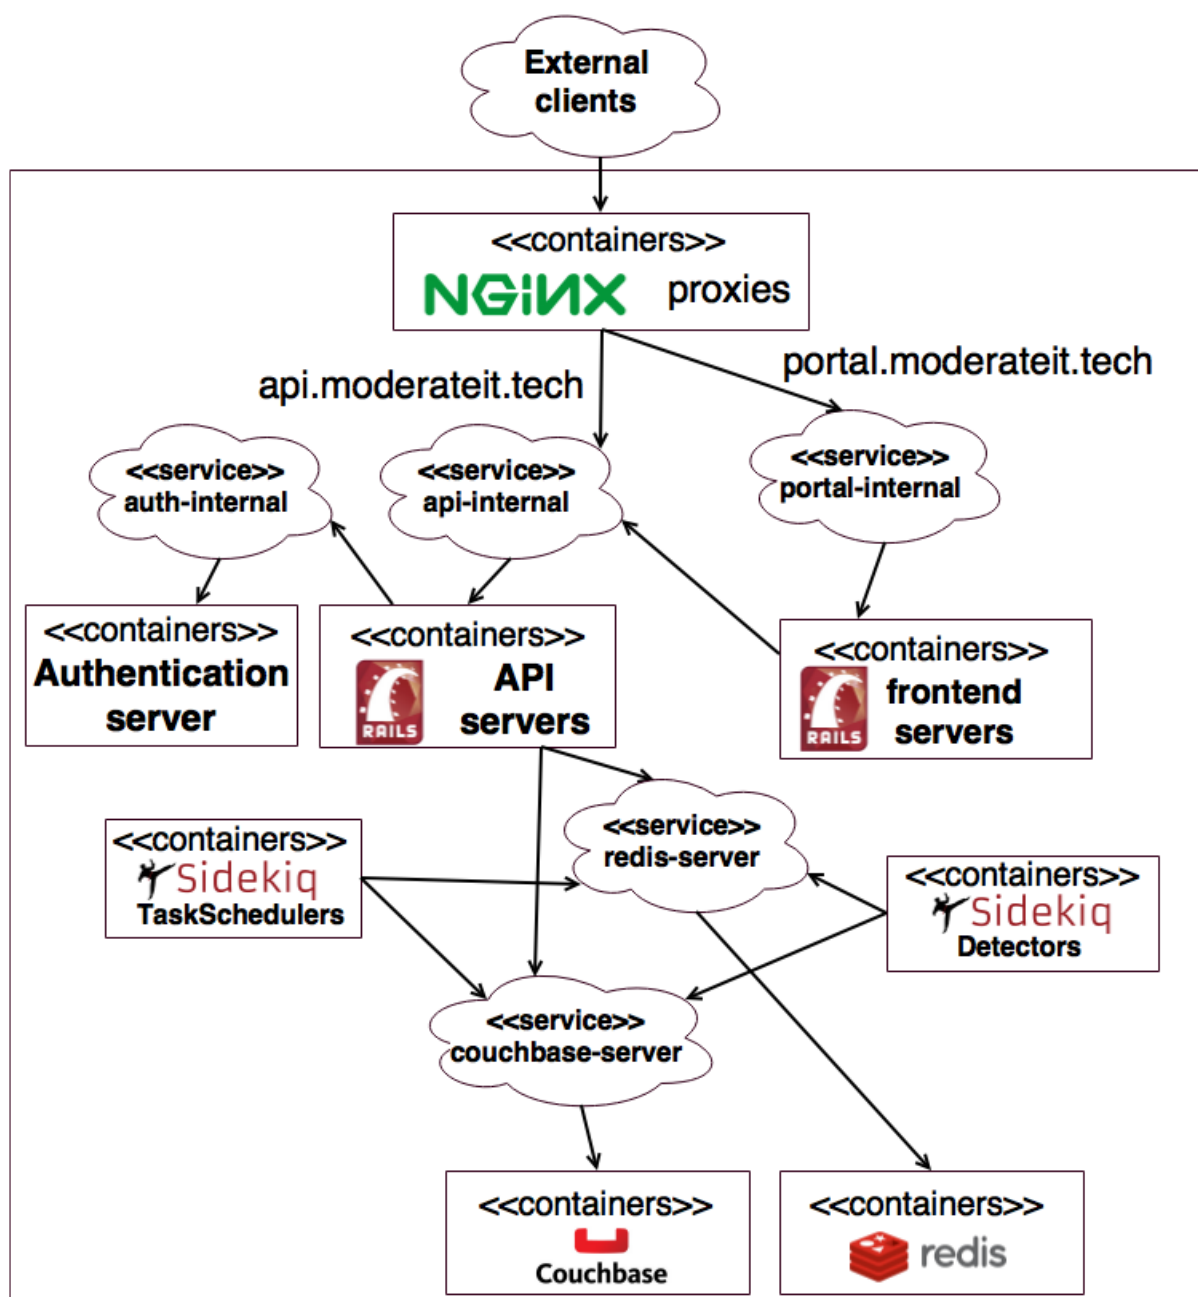 External
clients
<<containers>>
NGiNX proxies
api.moderateit.tech
portal.moderateit.tech
<<service>>
auth-internal
<<service>>
api-internal
<<service>>
portal-internal
<<containers>>
Authentication
server
<<containers>>
RAILS
API
servers
<<containers>>
RAILS
frontend
servers
<<service>>
redis-server
<<containers>>
Sidekiq
TaskSchedulers
<<containers>>
Sidekiq
Detectors
<<service>>
couchbase-server
<<containers>>
Couchbase
<<containers>>
redis